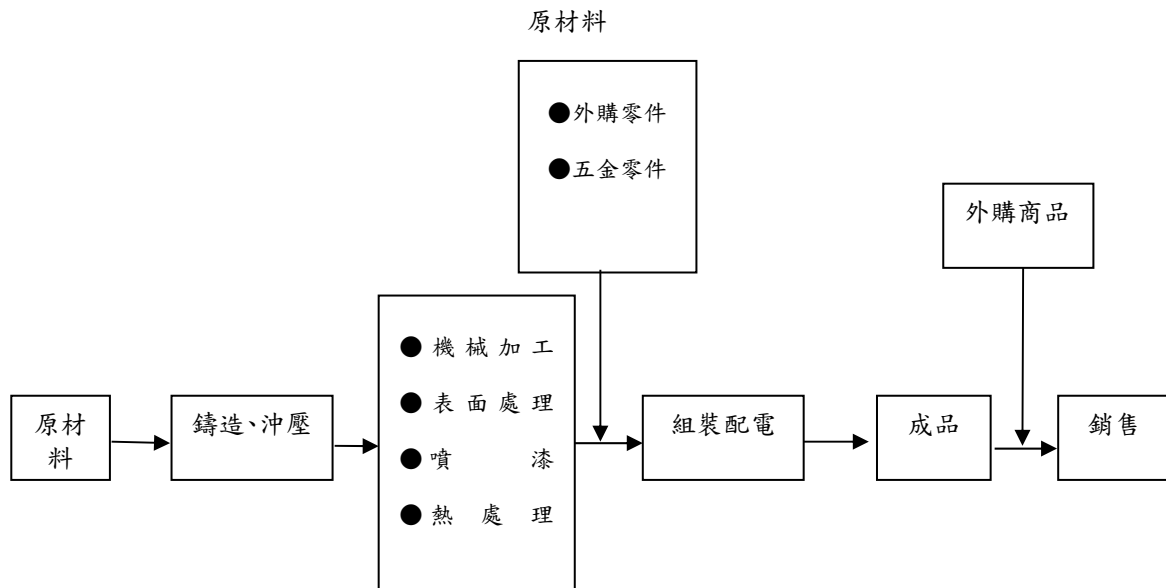 原材料
●外購零件
●五金零件
外購商品
●機械加工
●表面處理
●噴漆
●熱處理
原材
料
鑄造、沖壓
組裝配電
成品
銷售